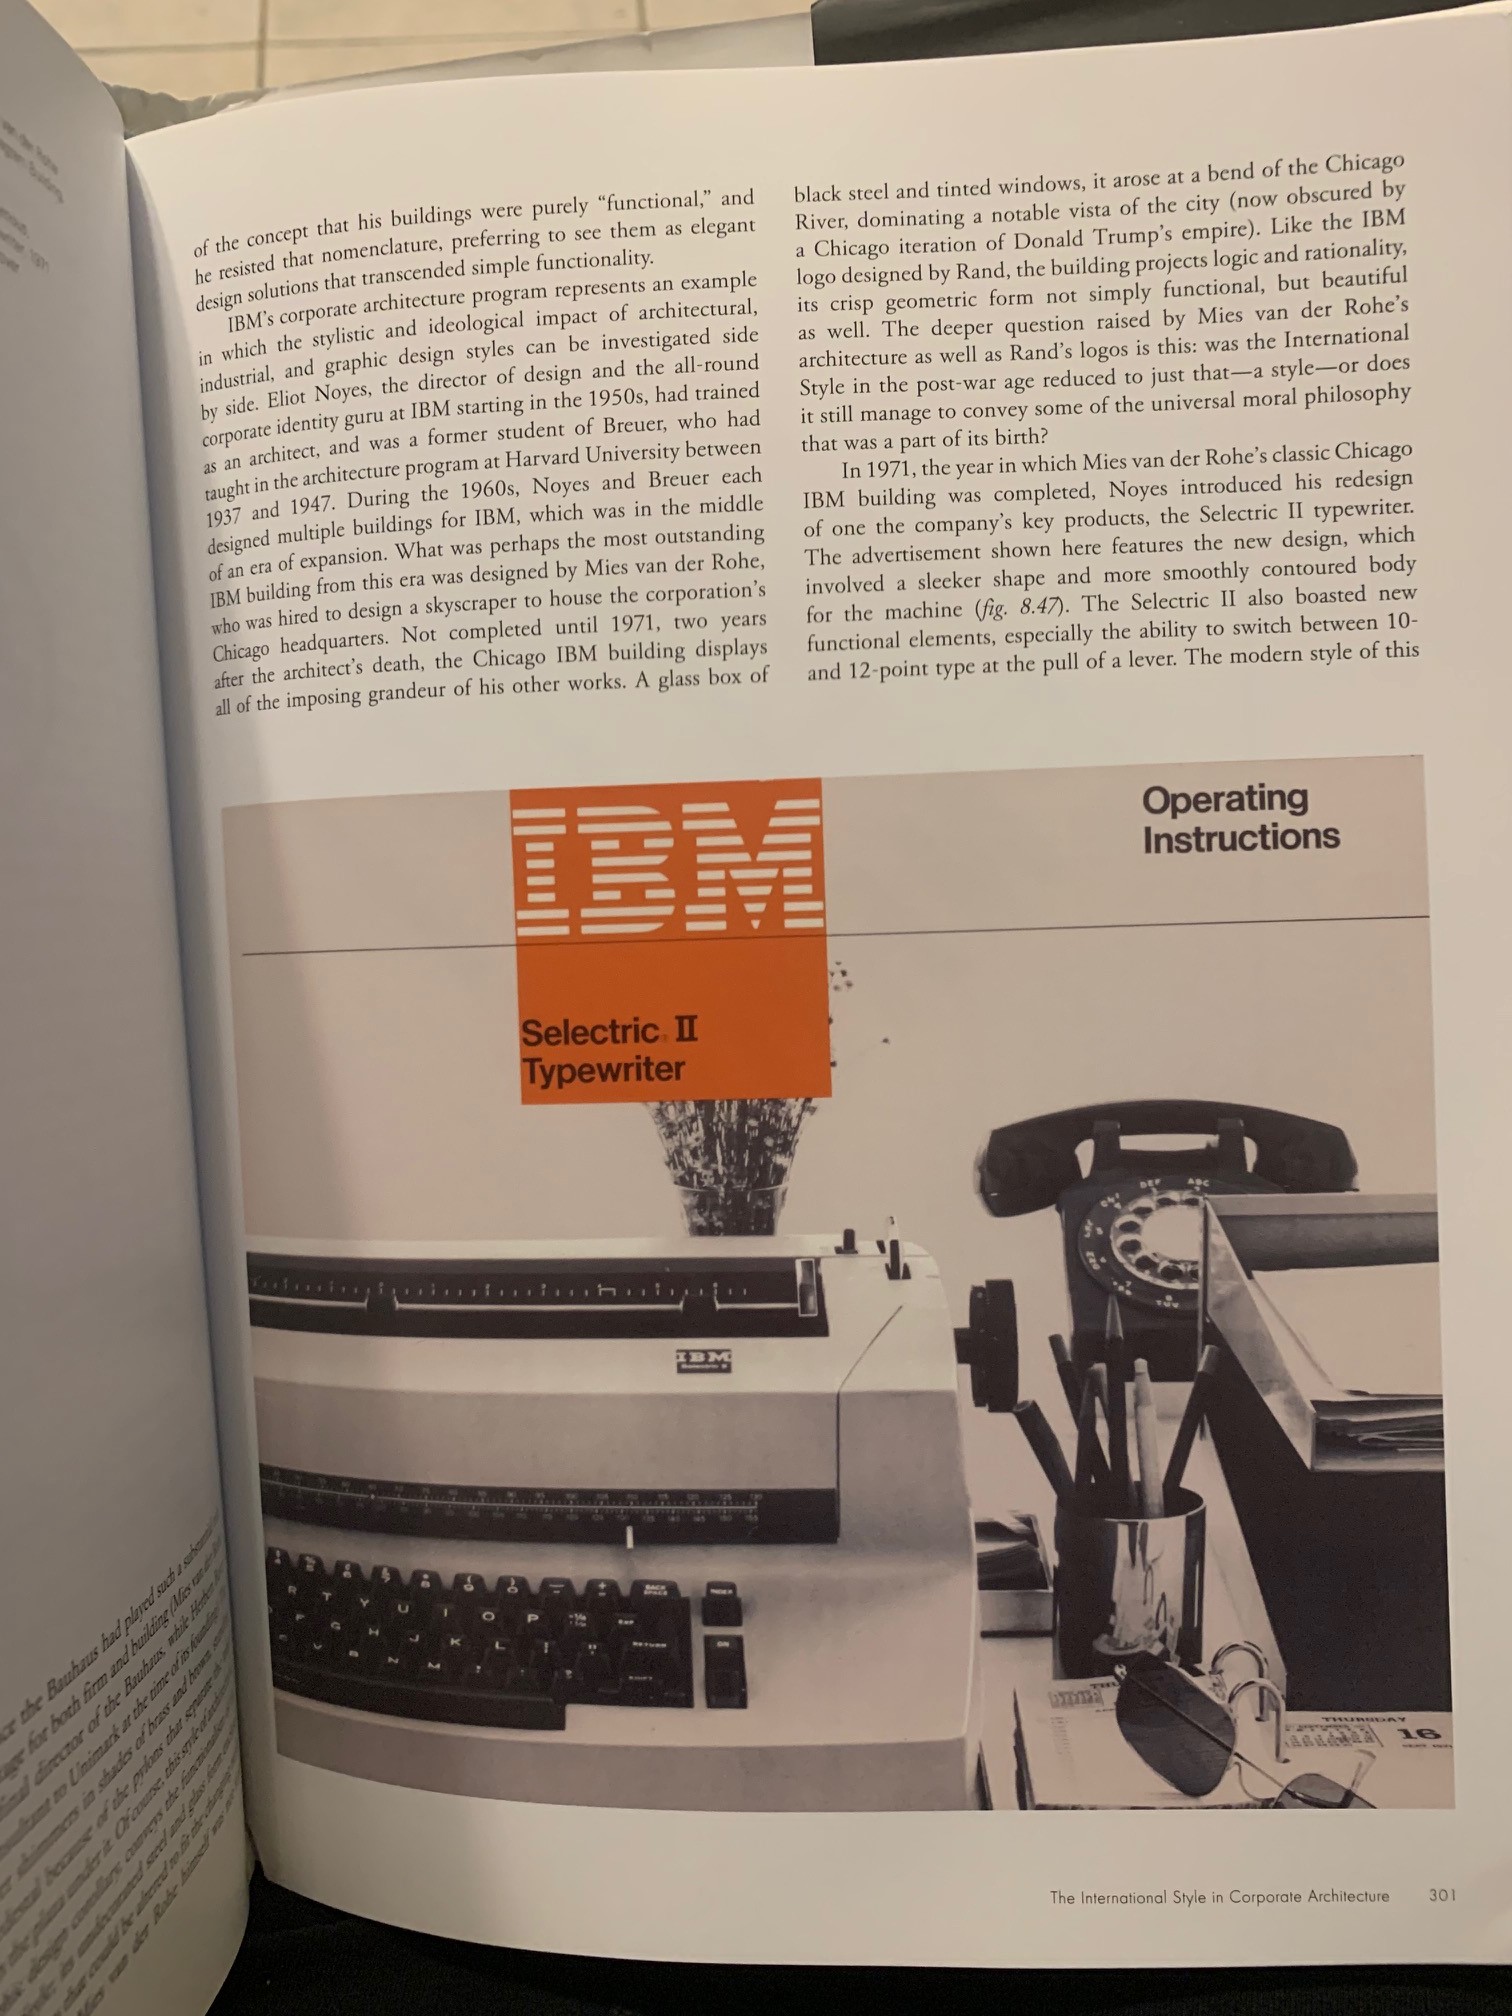 of the concept that his buildings were purely “functional,” and
he resisted that nomenclature, preferring to see them as elegant
design solutions that transcended simple functionality.
IBM’s corporate architecture program represents an example
in which the stylistic and ideological impact of architectural,
industrial, and graphic design styles can be investigated side
by side. Eliot Noyes, the director of design and the all-round
corporate identity guru at IBM starting in the 1950s, had trained
as an architect, and was a former student of Breuer, who had
taught in the architecture program at Harvard University between
1937 and 1947. During the 1960s, Noyes and Breuer each
designed multiple buildings for IBM, which was in the middle
of an era of expansion. What was perhaps the most outstanding
IBM building from this era was designed by Mies van der Rohe,
who was hired to design a skyscraper to house the corporation’s
Chicago headquarters. Not completed until 1971, two years
after the architect’s death, the Chicago IBM building displays
all of the imposing grandeur of his other works. A glass box of
black steel and tinted windows, it arose at a bend of the Chicago
River, dominating a notable vista of the city (now obscured by
a Chicago iteration of Donald Trump’s empire). Like the IBM
logo designed by Rand, the building projects logic and rationality,
its crisp geometric form not simply functional, but beautiful
as well. The deeper question raised by Mies van der Rohe’s
architecture as well as Rand’s logos is this: was the International
Style in the post-war age reduced to just that—a style—or does
it still manage to convey some of the universal moral philosophy
that was a part of its birth?
In 1971, the year in which Mies van der Rohe’s classic Chicago
IBM building was completed, Noyes introduced his redesign
of one the company’s key products, the Selectric II typewriter.
The advertisement shown here features the new design, which
involved a sleeker shape and more smoothly contoured body
for the machine (fig. 8.47). The Selectric II also boasted new
functional elements, especially the ability to switch between 10-
and 12-point type at the pull of a lever. The modern style of this
IBM
Operating
Instructions
Selectric II
Typewriter
DEF ABC
IBM
BACK SPACE
R T Y U I O P
F G H J K L
RETURN
V B N M
ON
THURSDAY
16
The International Style in Corporate Architecture 301